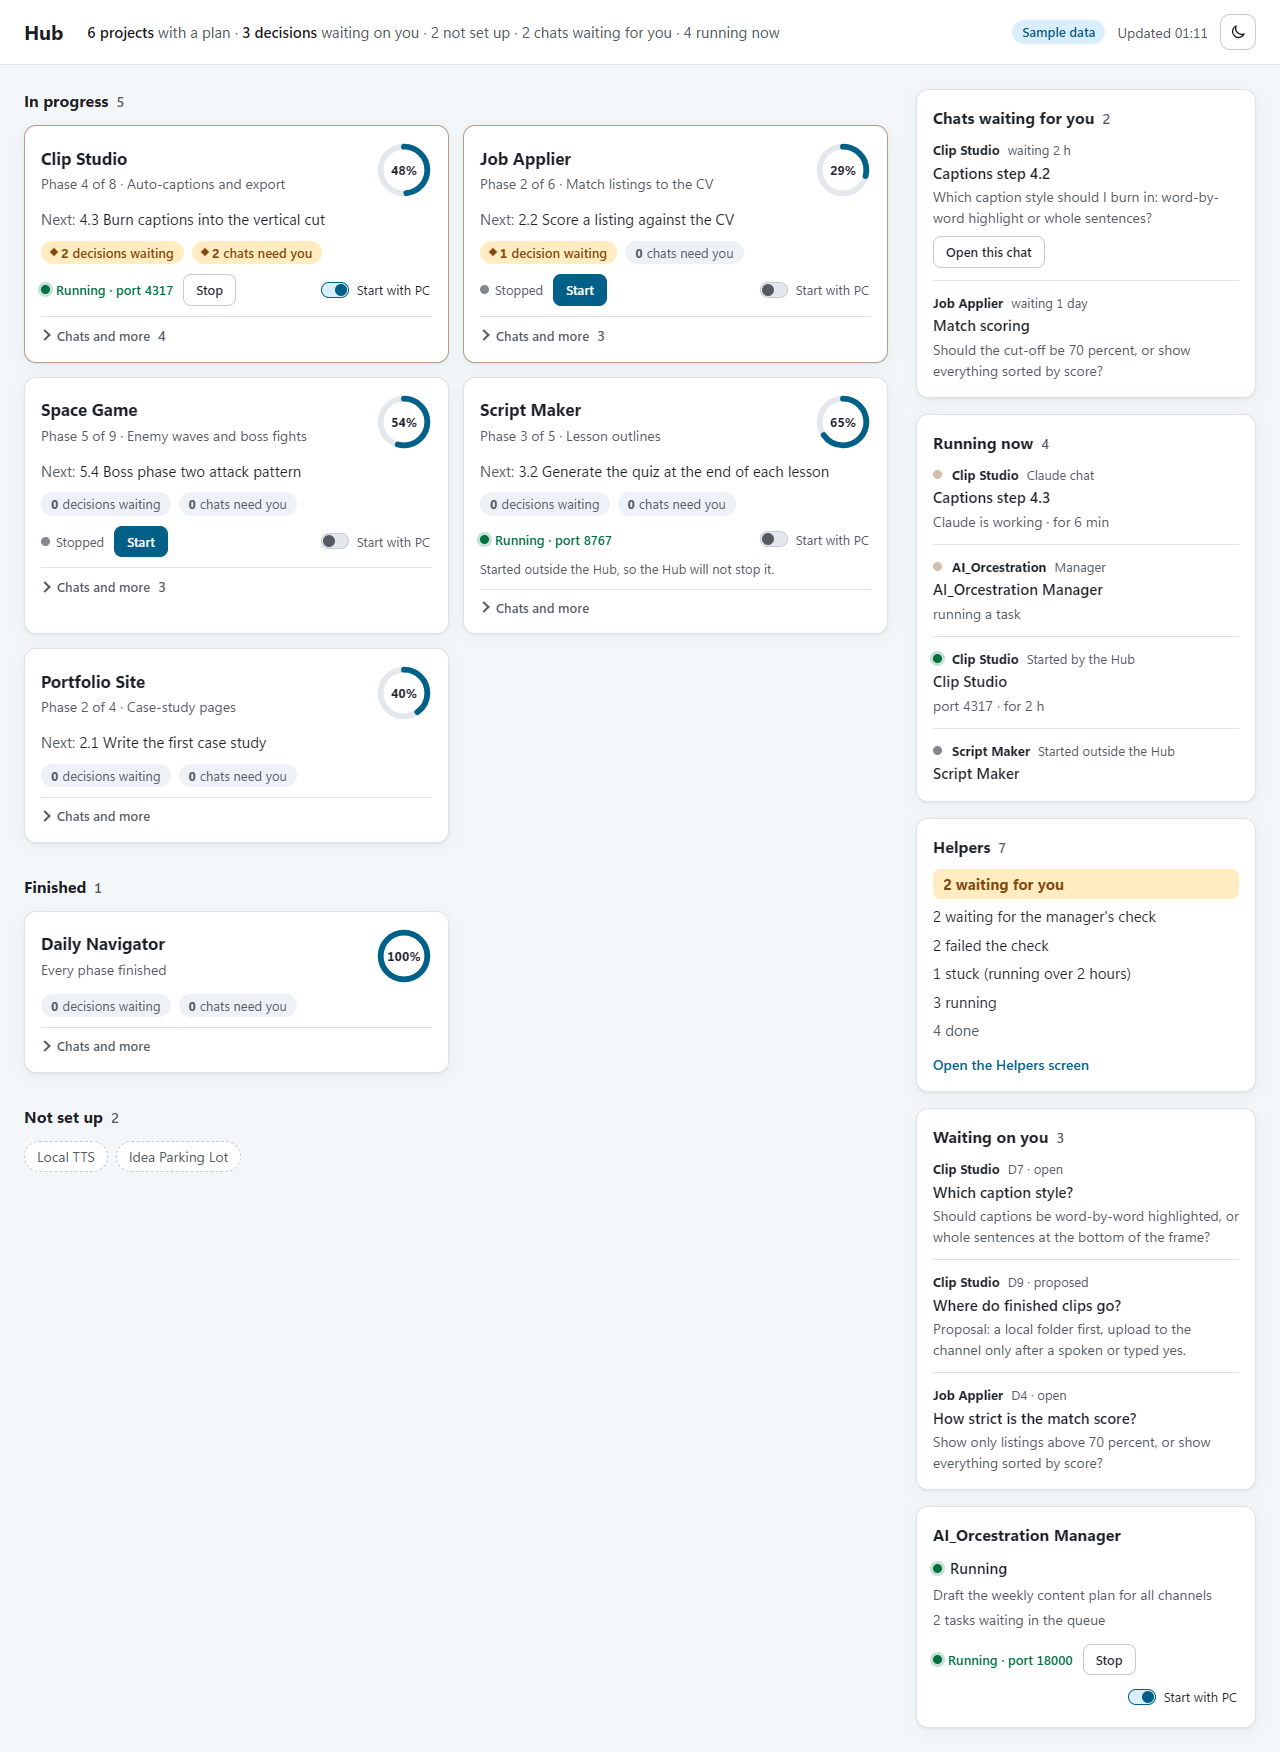 Hub
6 projects with a plan · 3 decisions waiting on you · 2 not set up · 2 chats waiting for you · 4 running now
Sample data
Updated 01:11
In progress 5
Clip Studio
48%
Phase 4 of 8 · Auto-captions and export
Next: 4.3 Burn captions into the vertical cut
2 decisions waiting
2 chats need you
Running · port 4317
Stop
Start with PC
Chats and more 4
Job Applier
29%
Phase 2 of 6 · Match listings to the CV
Next: 2.2 Score a listing against the CV
1 decision waiting
0 chats need you
Stopped
Start
Start with PC
Chats and more 3
Space Game
54%
Phase 5 of 9 · Enemy waves and boss fights
Next: 5.4 Boss phase two attack pattern
0 decisions waiting
0 chats need you
Stopped
Start
Start with PC
Chats and more 3
Script Maker
65%
Phase 3 of 5 · Lesson outlines
Next: 3.2 Generate the quiz at the end of each lesson
0 decisions waiting
0 chats need you
Running · port 8767
Start with PC
Started outside the Hub, so the Hub will not stop it.
Chats and more
Portfolio Site
40%
Phase 2 of 4 · Case-study pages
Next: 2.1 Write the first case study
0 decisions waiting
0 chats need you
Chats and more
Finished 1
Daily Navigator
100%
Every phase finished
0 decisions waiting
0 chats need you
Chats and more
Not set up 2
Local TTS
Idea Parking Lot
Chats waiting for you 2
Clip Studio waiting 2 h
Captions step 4.2
Which caption style should I burn in: word-by-
word highlight or whole sentences?
Open this chat
Job Applier waiting 1 day
Match scoring
Should the cut-off be 70 percent, or show
everything sorted by score?
Running now 4
Clip Studio Claude chat
Captions step 4.3
Claude is working · for 6 min
AI_Orcestration Manager
AI_Orcestration Manager
running a task
Clip Studio Started by the Hub
Clip Studio
port 4317 · for 2 h
Script Maker Started outside the Hub
Script Maker
Helpers 7
2 waiting for you
2 waiting for the manager's check
2 failed the check
1 stuck (running over 2 hours)
3 running
4 done
Open the Helpers screen
Waiting on you 3
Clip Studio D7 · open
Which caption style?
Should captions be word-by-word highlighted, or
whole sentences at the bottom of the frame?
Clip Studio D9 · proposed
Where do finished clips go?
Proposal: a local folder first, upload to the
channel only after a spoken or typed yes.
Job Applier D4 · open
How strict is the match score?
Show only listings above 70 percent, or show
everything sorted by score?
AI_Orcestration Manager
Running
Draft the weekly content plan for all channels
2 tasks waiting in the queue
Running · port 18000
Stop
Start with PC